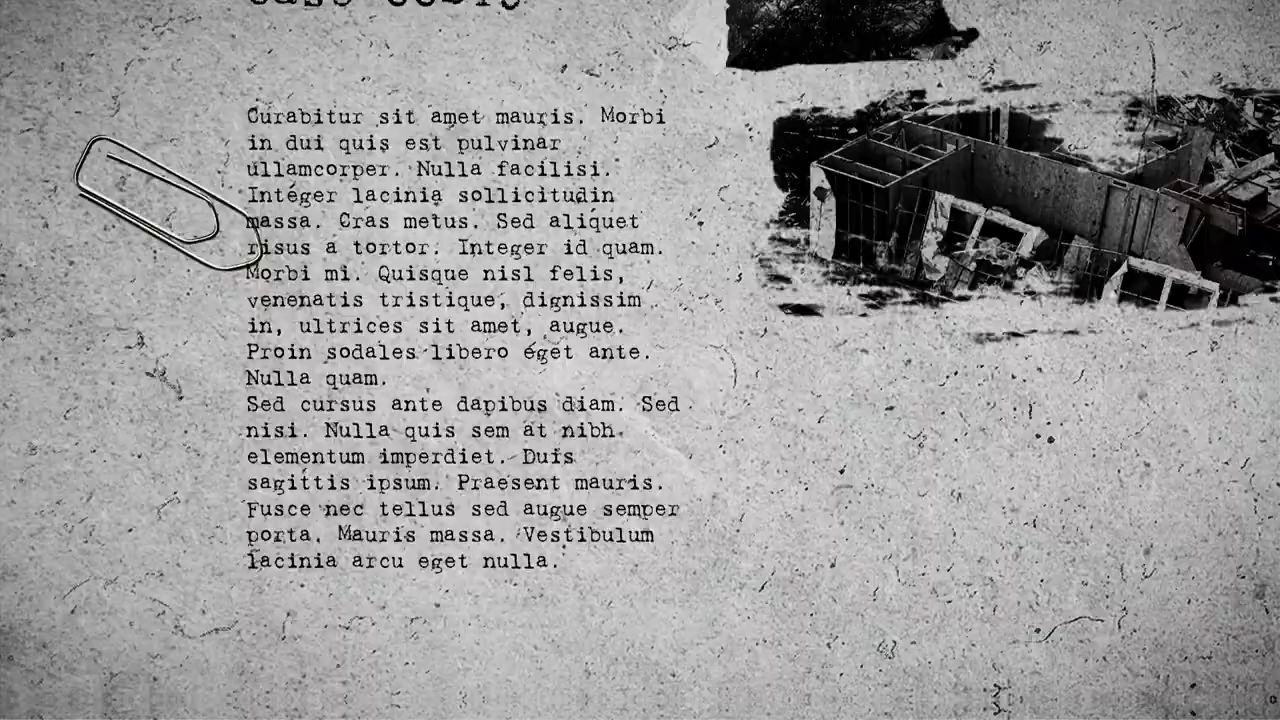 Curabitur sit amet mauris. Morbi
in dui quis est pulvinar
ullamcorper. Nulla facilisi.
Integer lacinia sollicitudin
massa. Cras metus. Sed aliquet
risus a tortor. Integer id quam.
Morbi mi. Quisque nisl felis,
venenatis tristique, dignissim
in, ultrices sit amet, augue.
Proin sodales libero eget ante.
Nulla quam.
Sed cursus ante dapibus diam. Sed
nisi. Nulla quis sem at nibh
elementum imperdiet. Duis
sagittis ipsum. Praesent mauris.
Fusce nec tellus sed augue semper
porta. Mauris massa. Vestibulum
lacinia arcu eget nulla.